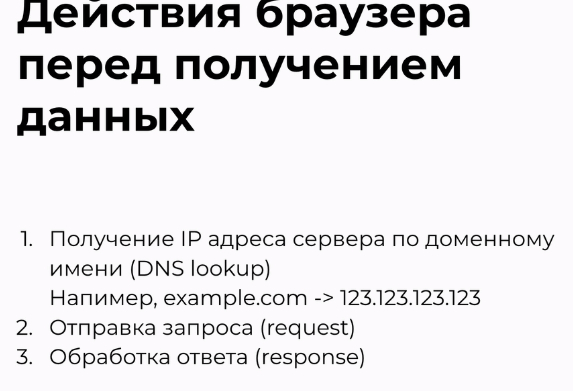 Действия браузера
перед получением
данных
1. Получение IP адреса сервера по доменному
имени (DNS lookup)
Напимер, example.com -> 123.123.123.123
2. Отправка запроса (request)
3. Обработка ответа (response)